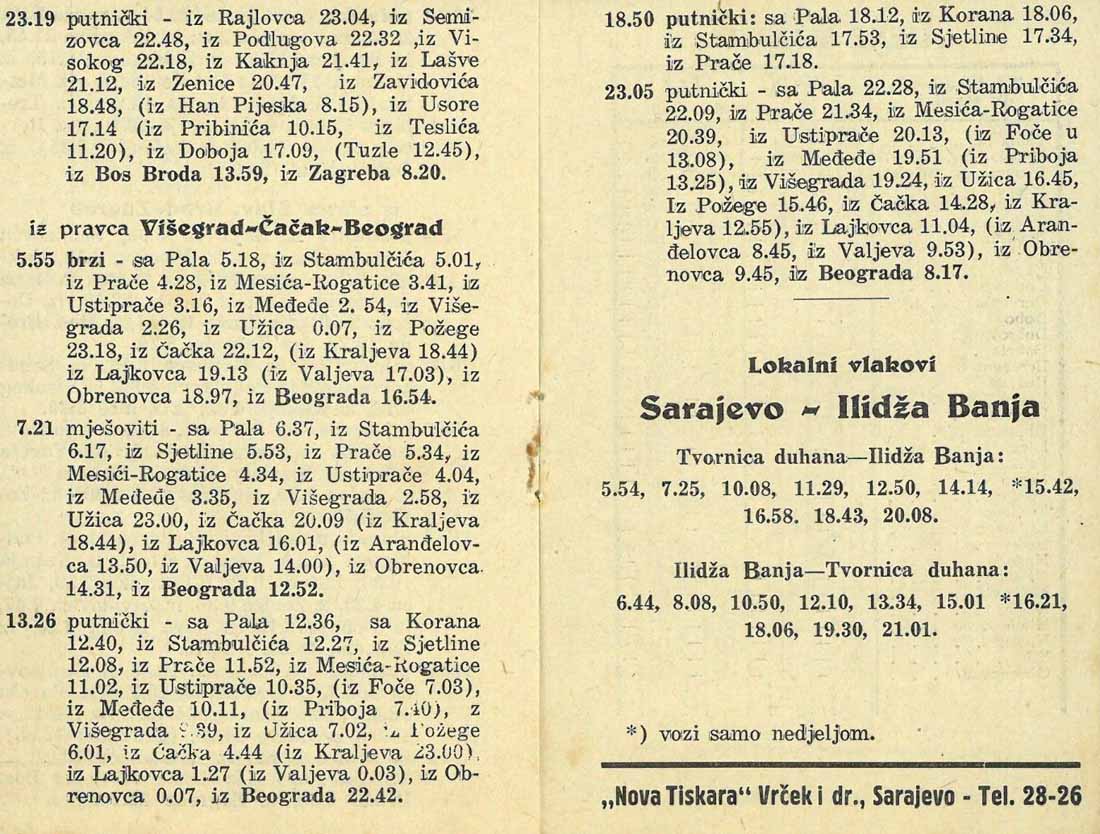 23.19 putnički - iz Rajlovca 23.04, iz Semi-
zovca 22.48, iz Podlugova 22.32 ,iz Vi-
sokog 22.18, iz Kaknja 21.41, iz Lašve
21.12, iz Zenice 20.47, iz Zavidovića
18.48, (iz Han Pijeska 8.15), iz Usore
17.14 (iz Pribinića 10.15, iz Teslića
11.20), iz Doboja 17.09, (Tuzle 12.45),
iz Bos Broda 13.59, iz Zagreba 8.20.
iz pravca Višegrad-Čačak-Beograd
5.55 brzi - sa Pala 5.18, iz Stambulčića 5.01,
iz Prače 4.28, iz Mesića-Rogatice 3.41, iz
Ustiprače 3.16, iz Međeđe 2. 54, iz Više-
grada 2.26, iz Užica 0.07, iz Požege
23.18, iz Čačka 22.12, (iz Kraljeva 18.44)
iz Lajkovca 19.13 (iz Valjeva 17.03), iz
Obrenovca 18.97, iz Beograda 16.54.
7.21 mješoviti - sa Pala 6.37, iz Stambulčića
6.17, iz Sjetline 5.53, iz Prače 5.34, iz
Mesići-Rogatice 4.34, iz Ustiprače 4.04,
iz Međeđe 3.35, iz Višegrada 2.58, iz
Užica 23.00, iz Čačka 20.09 (iz Kraljeva
18.44), iz Lajkovca 16.01, (iz Aranđelov-
ca 13.50, iz Valjeva 14.00), iz Obrenovca
14.31, iz Beograda 12.52.
13.26 putnički - sa Pala 12.36, sa Korana
12.40, iz Stambulčića 12.27, iz Sjetline
12.08, iz Prače 11.52, iz Mesića-Rogatice
11.02, iz Ustiprače 10.35, (iz Foče 7.03),
iz Međeđe 10.11, (iz Priboja 7.40), z
Višegrada 9.39, iz Užica 7.02, iz Požege
6.01, iz Čačka 4.44 (iz Kraljeva 23.00),
iz Lajkovca 1.27 (iz Valjeva 0.03), iz Ob-
renovca 0.07, iz Beograda 22.42.
18.50 putnički: sa Pala 18.12, iz Korana 18.06,
iz Stambulčića 17.53, iz Sjetline 17.34,
iz Prače 17.18.
23.05 putnički - sa Pala 22.28, iz Stambulčića
22.09, iz Prače 21.34, iz Mesića-Rogatice
20.39, iz Ustiprače 20.13, (iz Foče u
13.08), iz Međeđe 19.51 (iz Priboja
13.25), iz Višegrada 19.24, iz Užica 16.45,
Iz Požege 15.46, iz Čačka 14.28, iz Kra-
ljeva 12.55), iz Lajkovca 11.04, (iz Aran-
đelovca 8.45, iz Valjeva 9.53), iz Obre-
novca 9.45, iz Beograda 8.17.
Lokalni vlakovi
Sarajevo - Ilidža Banja
Tvornica duhana—Ilidža Banja:
5.54, 7.25, 10.08, 11.29, 12.50, 14.14, *15.42,
16.58. 18.43, 20.08.
Ilidža Banja—Tvornica duhana:
6.44, 8.08, 10.50, 12.10, 13.34, 15.01 *16.21,
18.06, 19.30, 21.01.
*) vozi samo nedjeljom.
„Nova Tiskara“ Vrček i dr., Sarajevo - Tel. 28-26